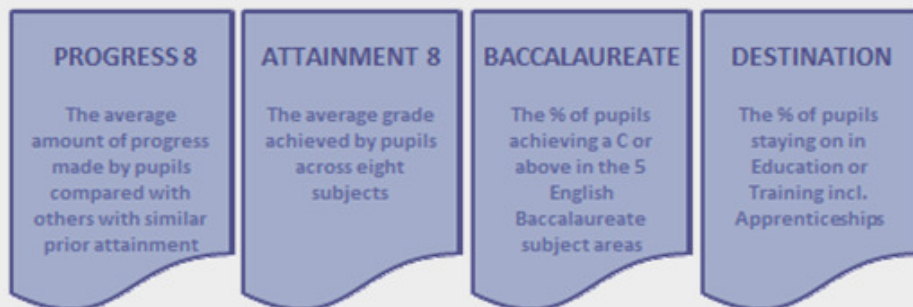 PROGRESS 8
The average
amount of progress
made by pupils
compared with
others with similar
prior attainment
ATTAINMENT 8
The average grade
achieved by pupils
across eight
subjects
BACCALAUREATE
The % of pupils
achieving a C or
above in the 5
English
Baccalaureate
subject areas
DESTINATION
The % of pupils
staying on in
Education or
Training incl.
Apprenticeships